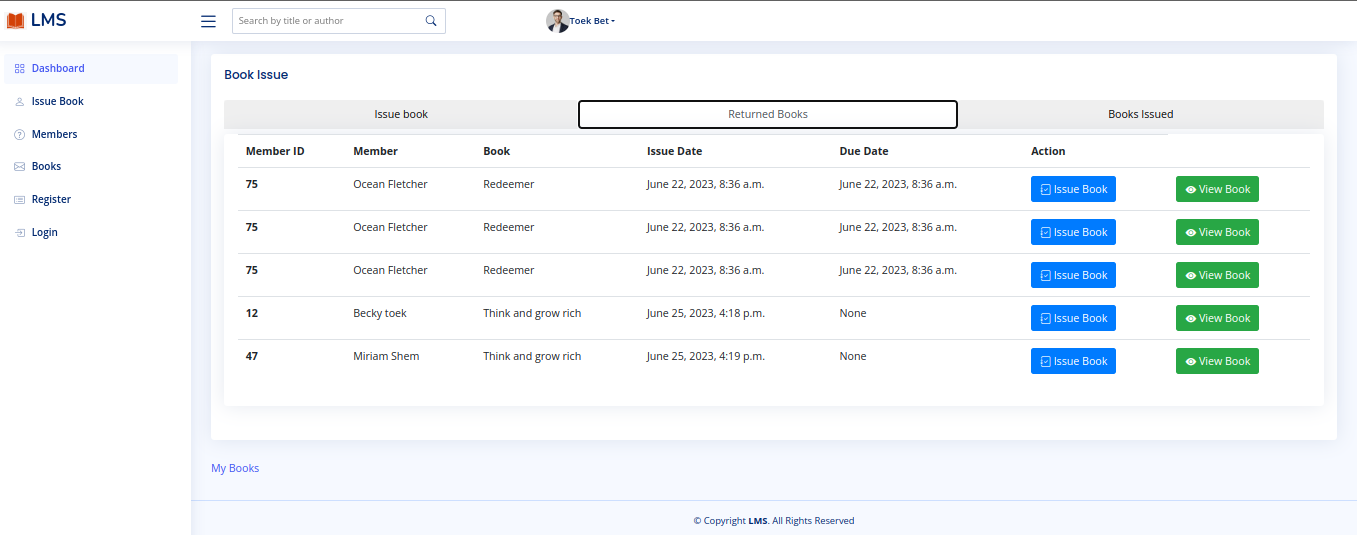 LMS
Search by title or author
Toek Bet
Dashboard
Issue Book
Members
Books
Register
Login
Book Issue
Issue book Returned Books Books Issued
Member ID Member Book Issue Date Due Date Action
75 Ocean Fletcher Redeemer June 22, 2023, 8:36 a.m. June 22, 2023, 8:36 a.m. Issue Book View Book
75 Ocean Fletcher Redeemer June 22, 2023, 8:36 a.m. June 22, 2023, 8:36 a.m. Issue Book View Book
75 Ocean Fletcher Redeemer June 22, 2023, 8:36 a.m. June 22, 2023, 8:36 a.m. Issue Book View Book
12 Becky toek Think and grow rich June 25, 2023, 4:18 p.m. None Issue Book View Book
47 Miriam Shem Think and grow rich June 25, 2023, 4:19 p.m. None Issue Book View Book
My Books
© Copyright LMS. All Rights Reserved